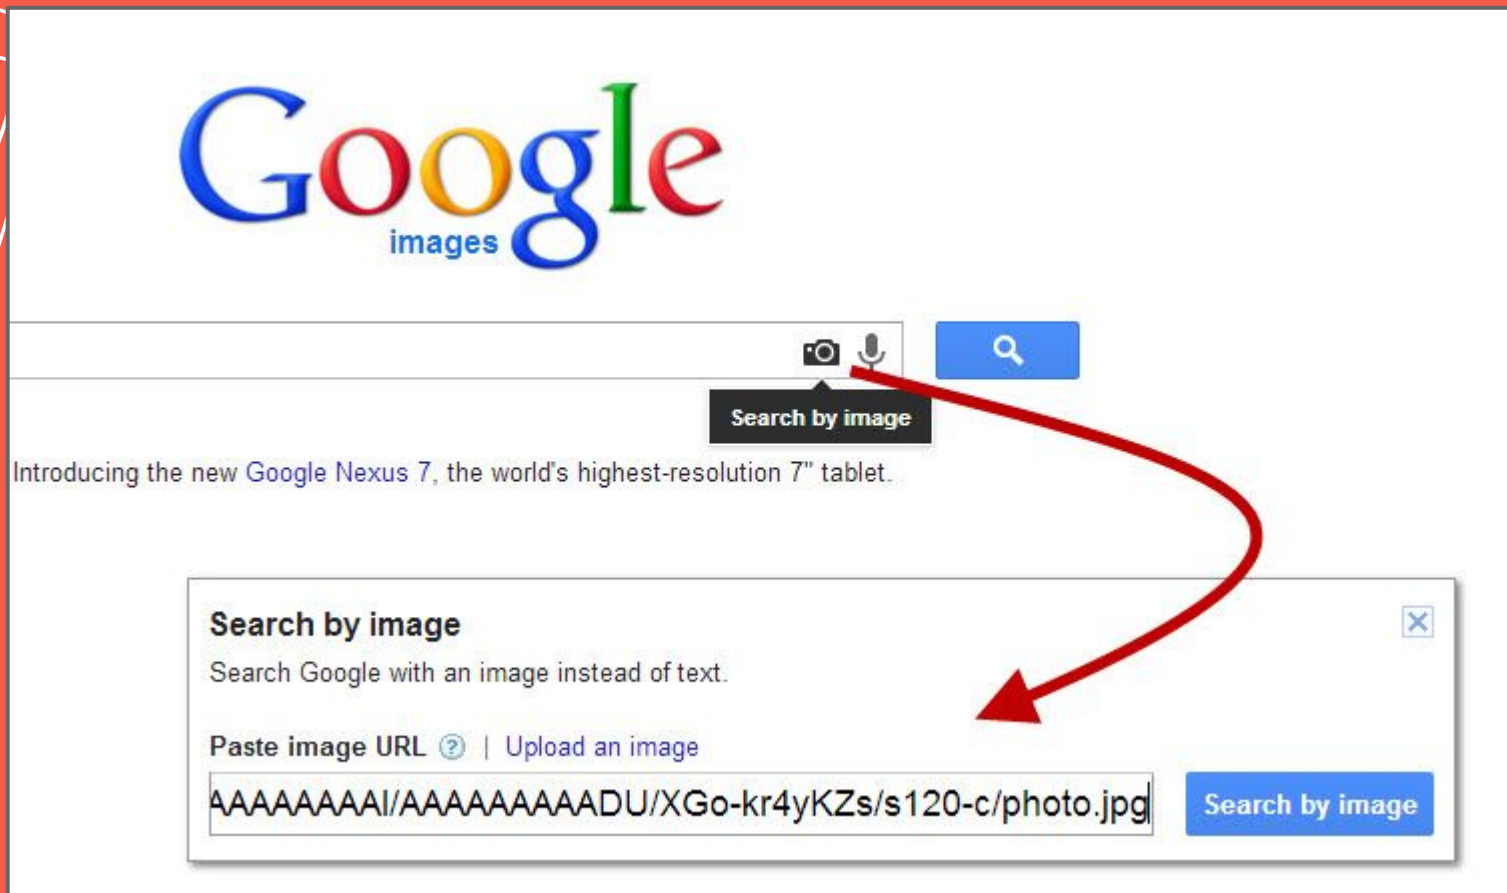 Google
images
Search by image
Introducing the new Google Nexus 7, the world's highest-resolution 7" tablet.
Search by image
Search Google with an image instead of text.
Paste image URL ? | Upload an image
AAAAAAAAI/AAAAAAAAADU/XGo-kr4yKZs/s120-c/photo.jpg Search by image